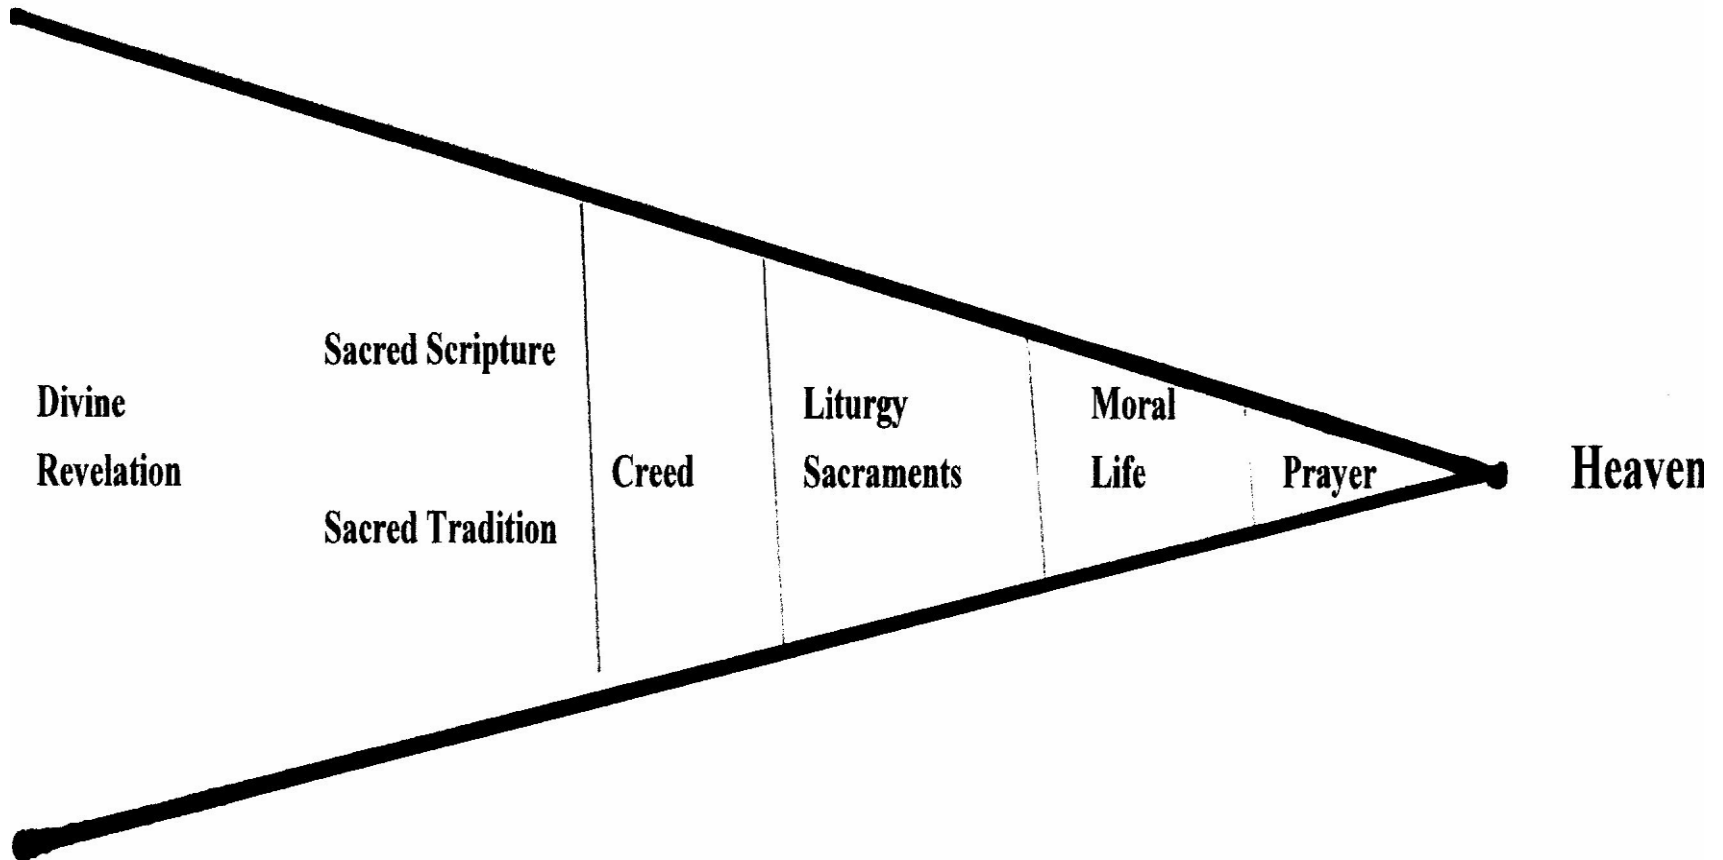 Divine
Revelation
Sacred Scripture
Sacred Tradition
Creed
Liturgy
Sacraments
Moral
Life
Prayer
Heaven